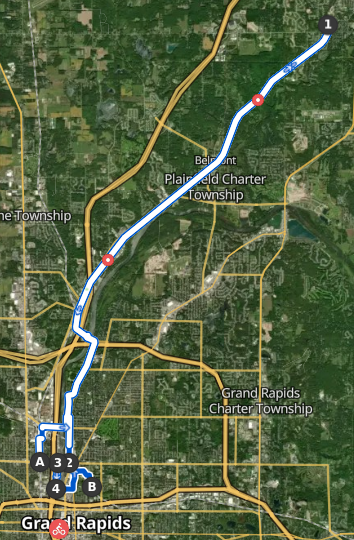 1
Belmont
Plainfield Charter
Township
ne Township
Grand Rapids
Charter Township
A
3
2
4
B
Grand Rapids